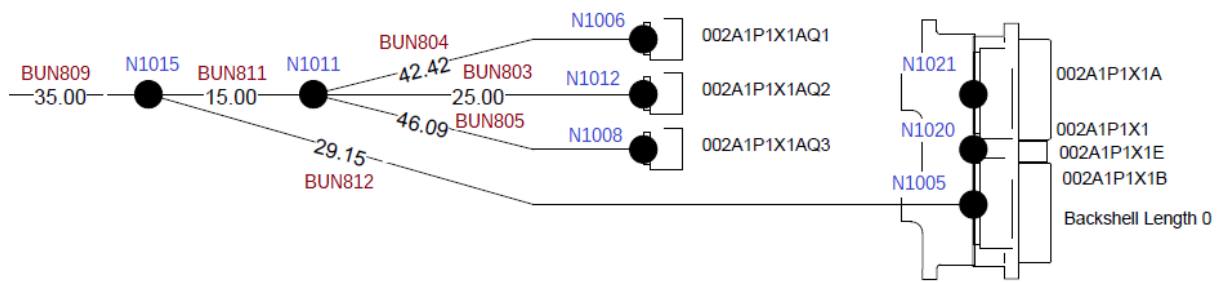 BUN809
35.00
N1015
BUN811
15.00
N1011
BUN804
42.42
N1006
002A1P1X1AQ1
BUN803
25.00
N1012
002A1P1X1AQ2
46.09
BUN805
N1008
002A1P1X1AQ3
29.15
BUN812
N1021
002A1P1X1A
N1020
002A1P1X1
002A1P1X1E
N1005
002A1P1X1B
Backshell Length 0